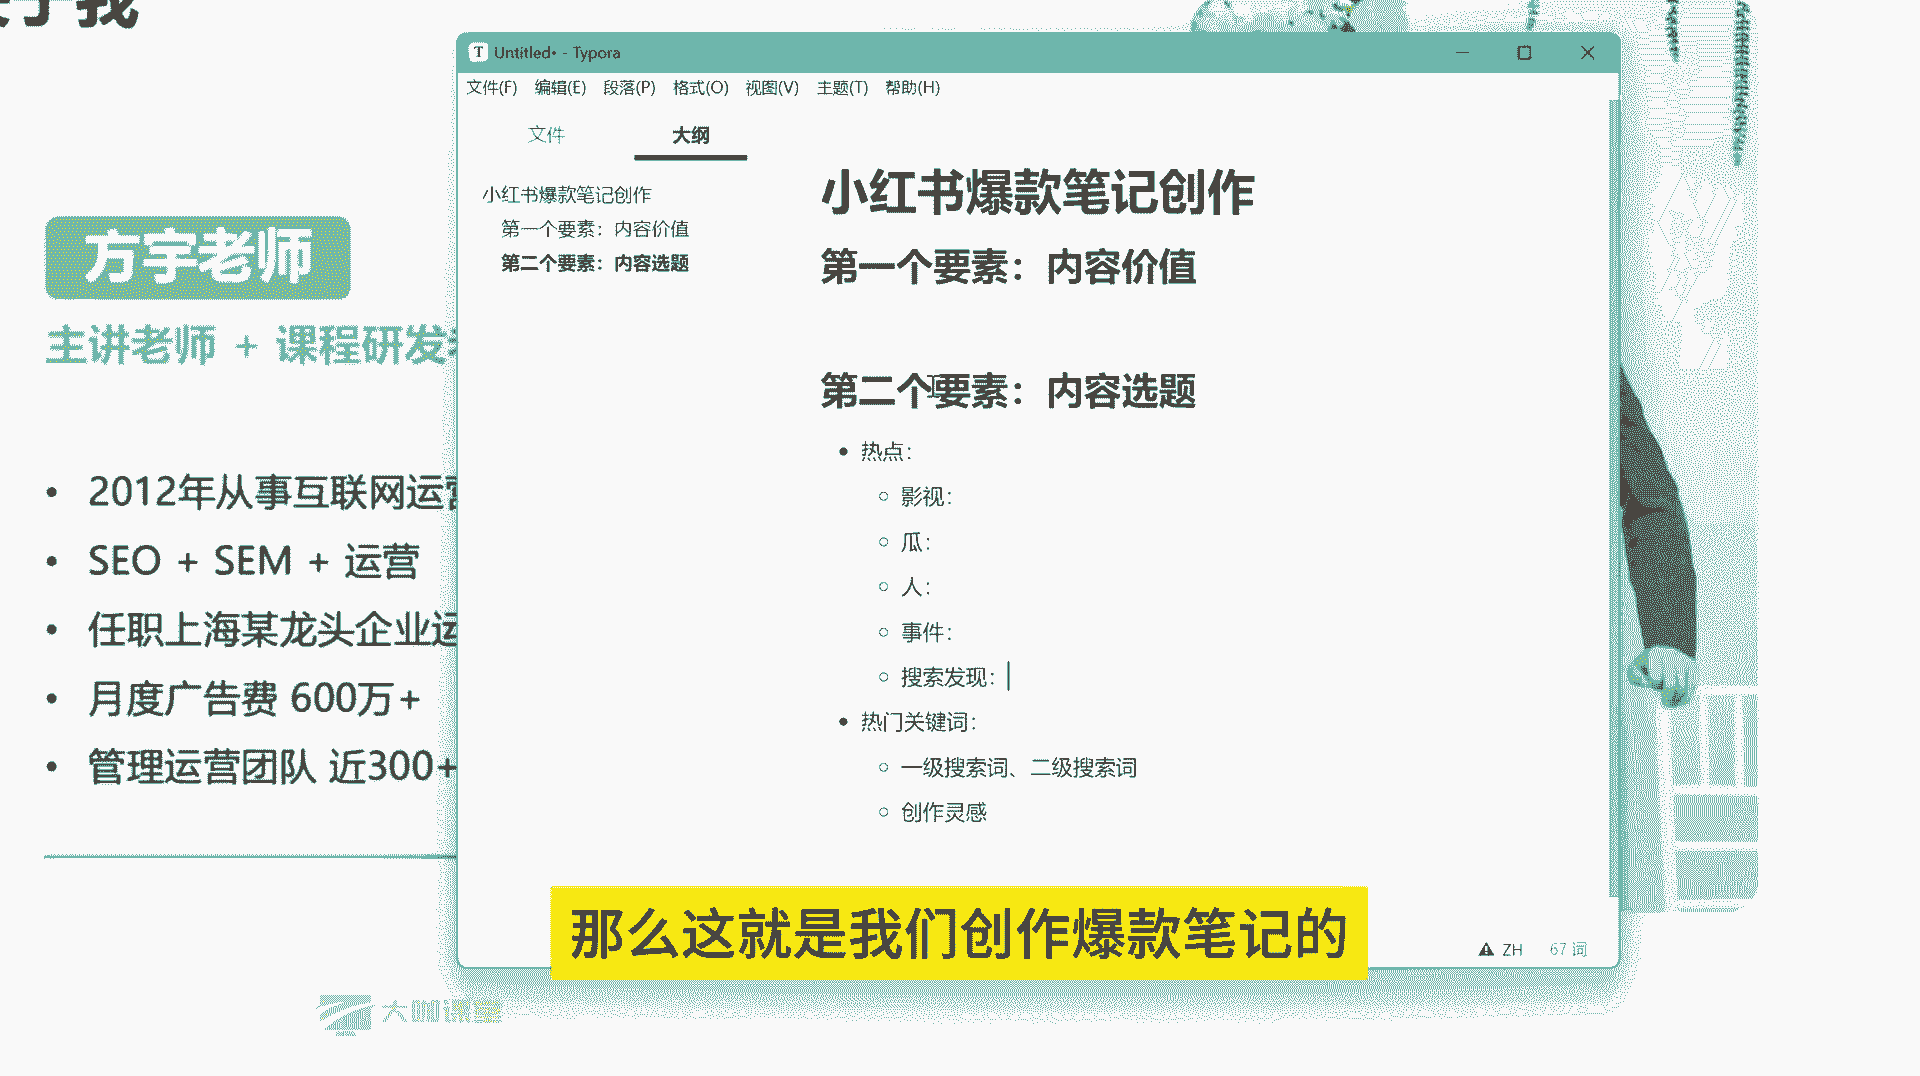 Untitled• - Typora
文件(F) 编辑(E) 段落(P) 格式(O) 视图(V) 主题(T) 帮助(H)
文件 大纲
小红书爆款笔记创作
第一个要素：内容价值
第二个要素：内容选题
小红书爆款笔记创作
第一个要素：内容价值
第二个要素：内容选题
• 热点：
○ 影视：
○ 瓜：
○ 人：
○ 事件：
○ 搜索发现：
• 热门关键词：
○ 一级搜索词、二级搜索词
○ 创作灵感
ZH 67 词
方宇老师
主讲老师 + 课程研发
• 2012年从事互联网运营
• SEO + SEM + 运营
• 任职上海某龙头企业运
• 月度广告费 600万+
• 管理运营团队 近300+
那么这就是我们创作爆款笔记的
大咖课堂